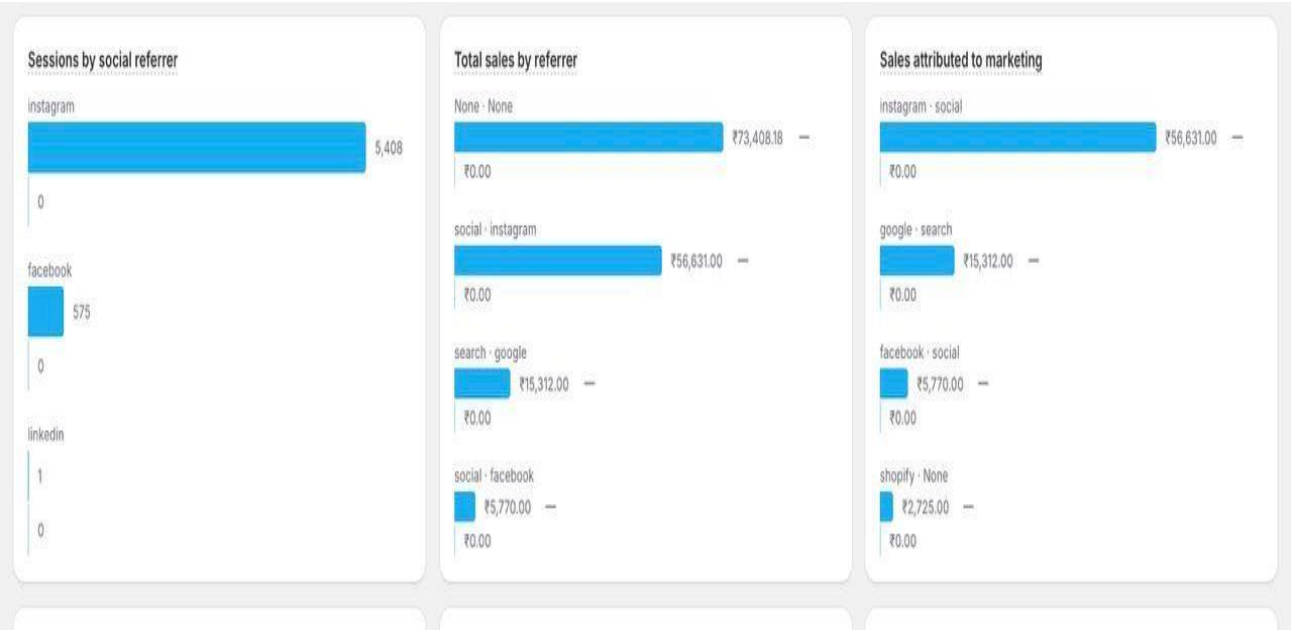 Sessions by social referrer
instagram
5,408
0
facebook
575
0
linkedin
1
0
Total sales by referrer
None · None
₹73,408.18 —
₹0.00
social · instagram
₹56,631.00 —
₹0.00
search · google
₹15,312.00 —
₹0.00
social · facebook
₹5,770.00 —
₹0.00
Sales attributed to marketing
instagram · social
₹56,631.00 —
₹0.00
google · search
₹15,312.00 —
₹0.00
facebook · social
₹5,770.00 —
₹0.00
shopify · None
₹2,725.00 —
₹0.00